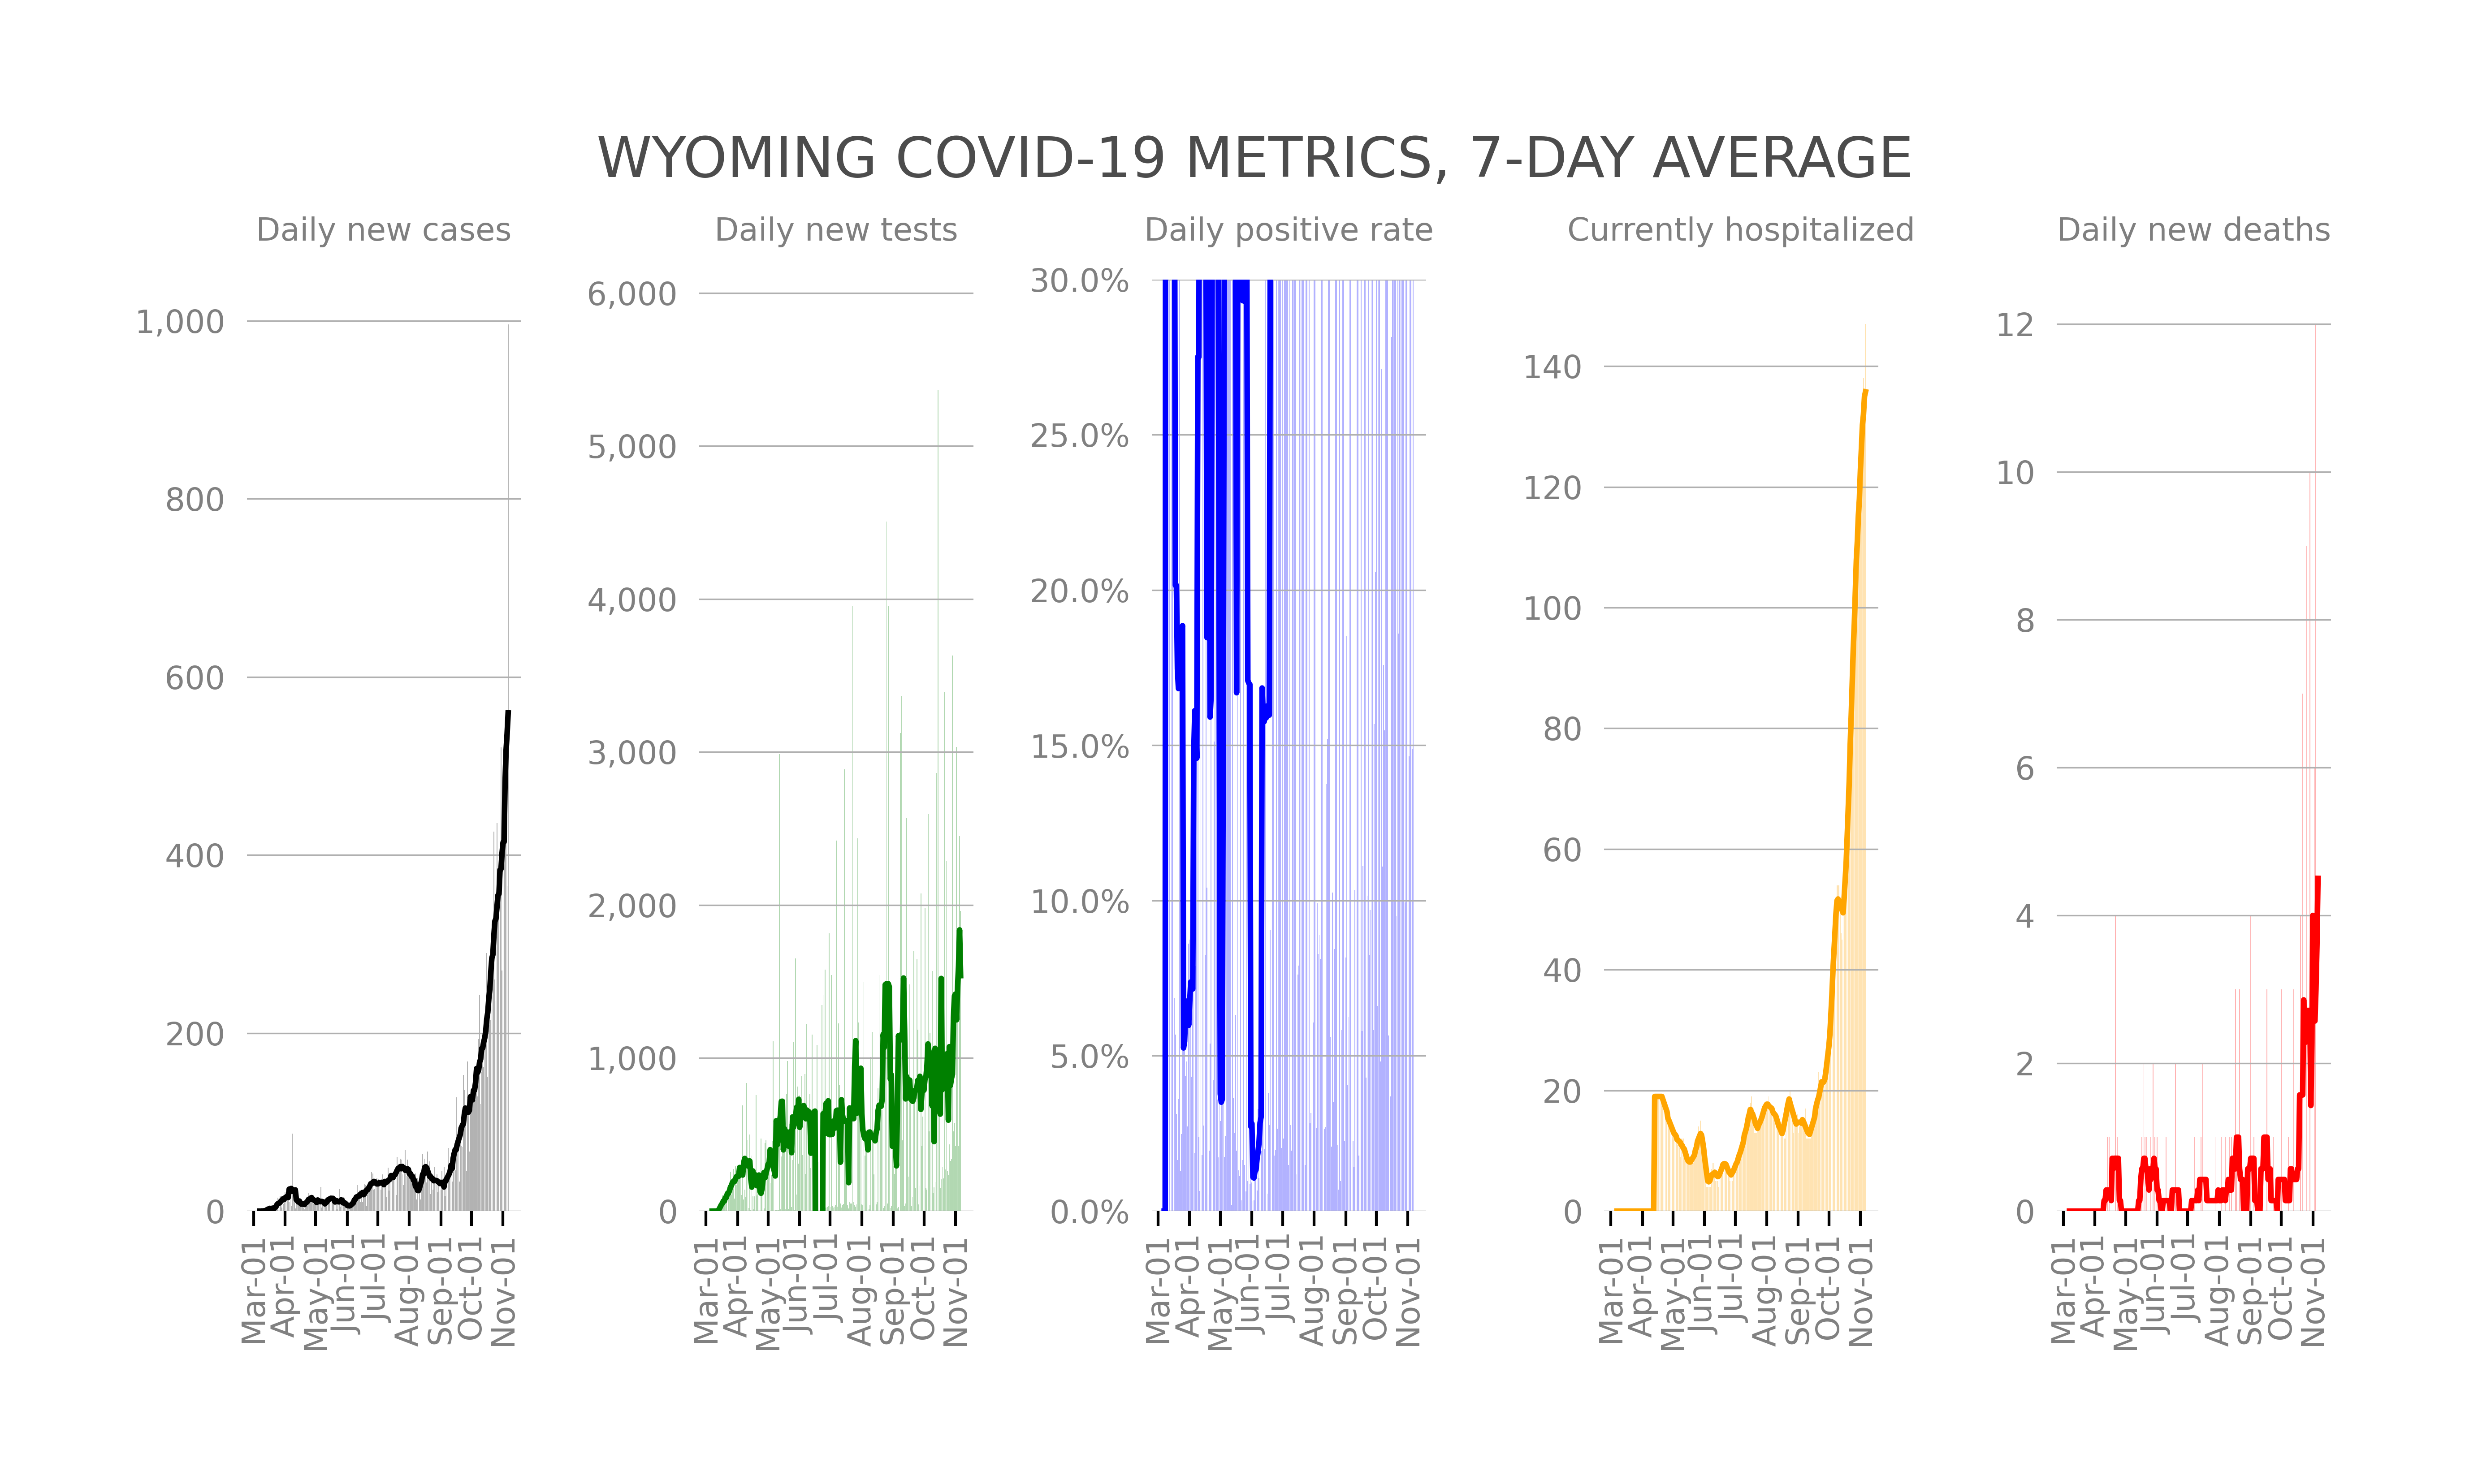 WYOMING COVID-19 METRICS, 7-DAY AVERAGE
Daily new cases
1,000
800
600
400
200
0
Mar-01
Apr-01
May-01
Jun-01
Jul-01
Aug-01
Sep-01
Oct-01
Nov-01
Daily new tests
6,000
5,000
4,000
3,000
2,000
1,000
0
Mar-01
Apr-01
May-01
Jun-01
Jul-01
Aug-01
Sep-01
Oct-01
Nov-01
Daily positive rate
30.0%
25.0%
20.0%
15.0%
10.0%
5.0%
0.0%
Mar-01
Apr-01
May-01
Jun-01
Jul-01
Aug-01
Sep-01
Oct-01
Nov-01
Currently hospitalized
140
120
100
80
60
40
20
0
Mar-01
Apr-01
May-01
Jun-01
Jul-01
Aug-01
Sep-01
Oct-01
Nov-01
Daily new deaths
12
10
8
6
4
2
0
Mar-01
Apr-01
May-01
Jun-01
Jul-01
Aug-01
Sep-01
Oct-01
Nov-01